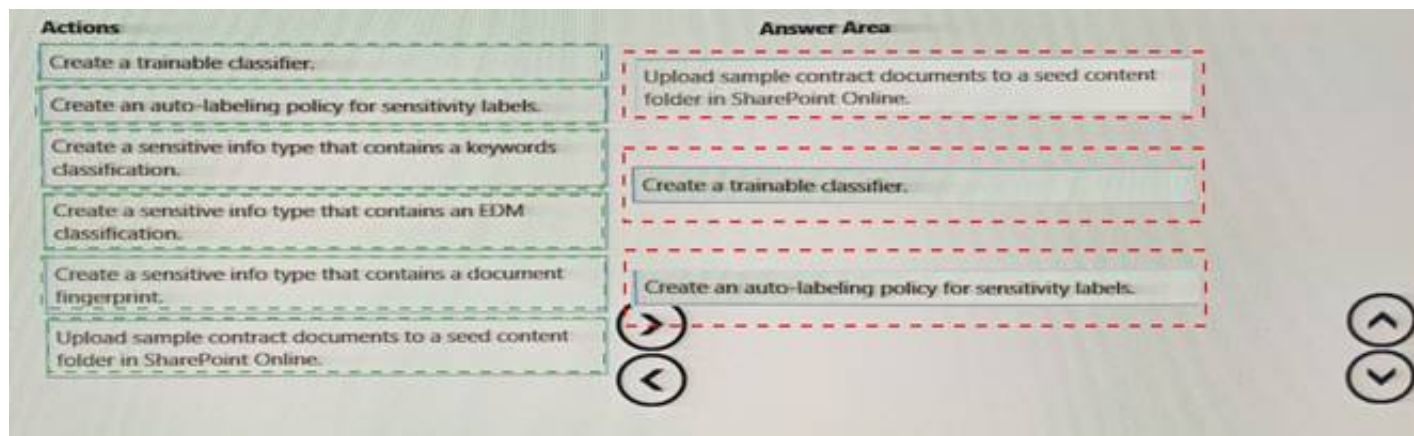 Actions
Create a trainable classifier.
Create an auto-labeling policy for sensitivity labels.
Create a sensitive info type that contains a keywords
classification.
Create a sensitive info type that contains an EDM
classification.
Create a sensitive info type that contains a document
fingerprint.
Upload sample contract documents to a seed content
folder in SharePoint Online.
Answer Area
Upload sample contract documents to a seed content
folder in SharePoint Online.
Create a trainable classifier.
Create an auto-labeling policy for sensitivity labels.